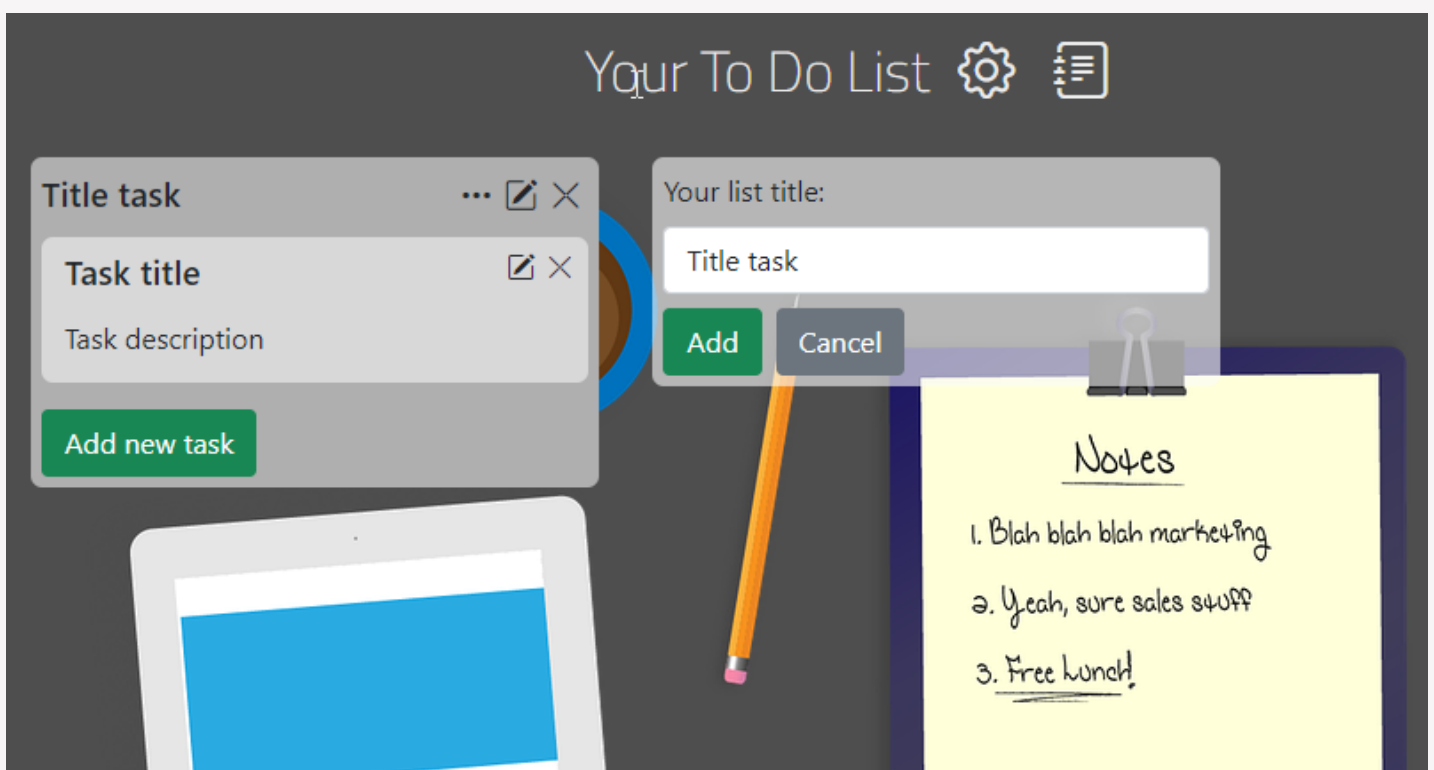 Your To Do List
Title task
Task title
Task description
Add new task
Your list title:
Title task
Add
Cancel
Notes
1. Blah blah blah marketing
2. Yeah, sure sales stuff
3. Free Lunch!